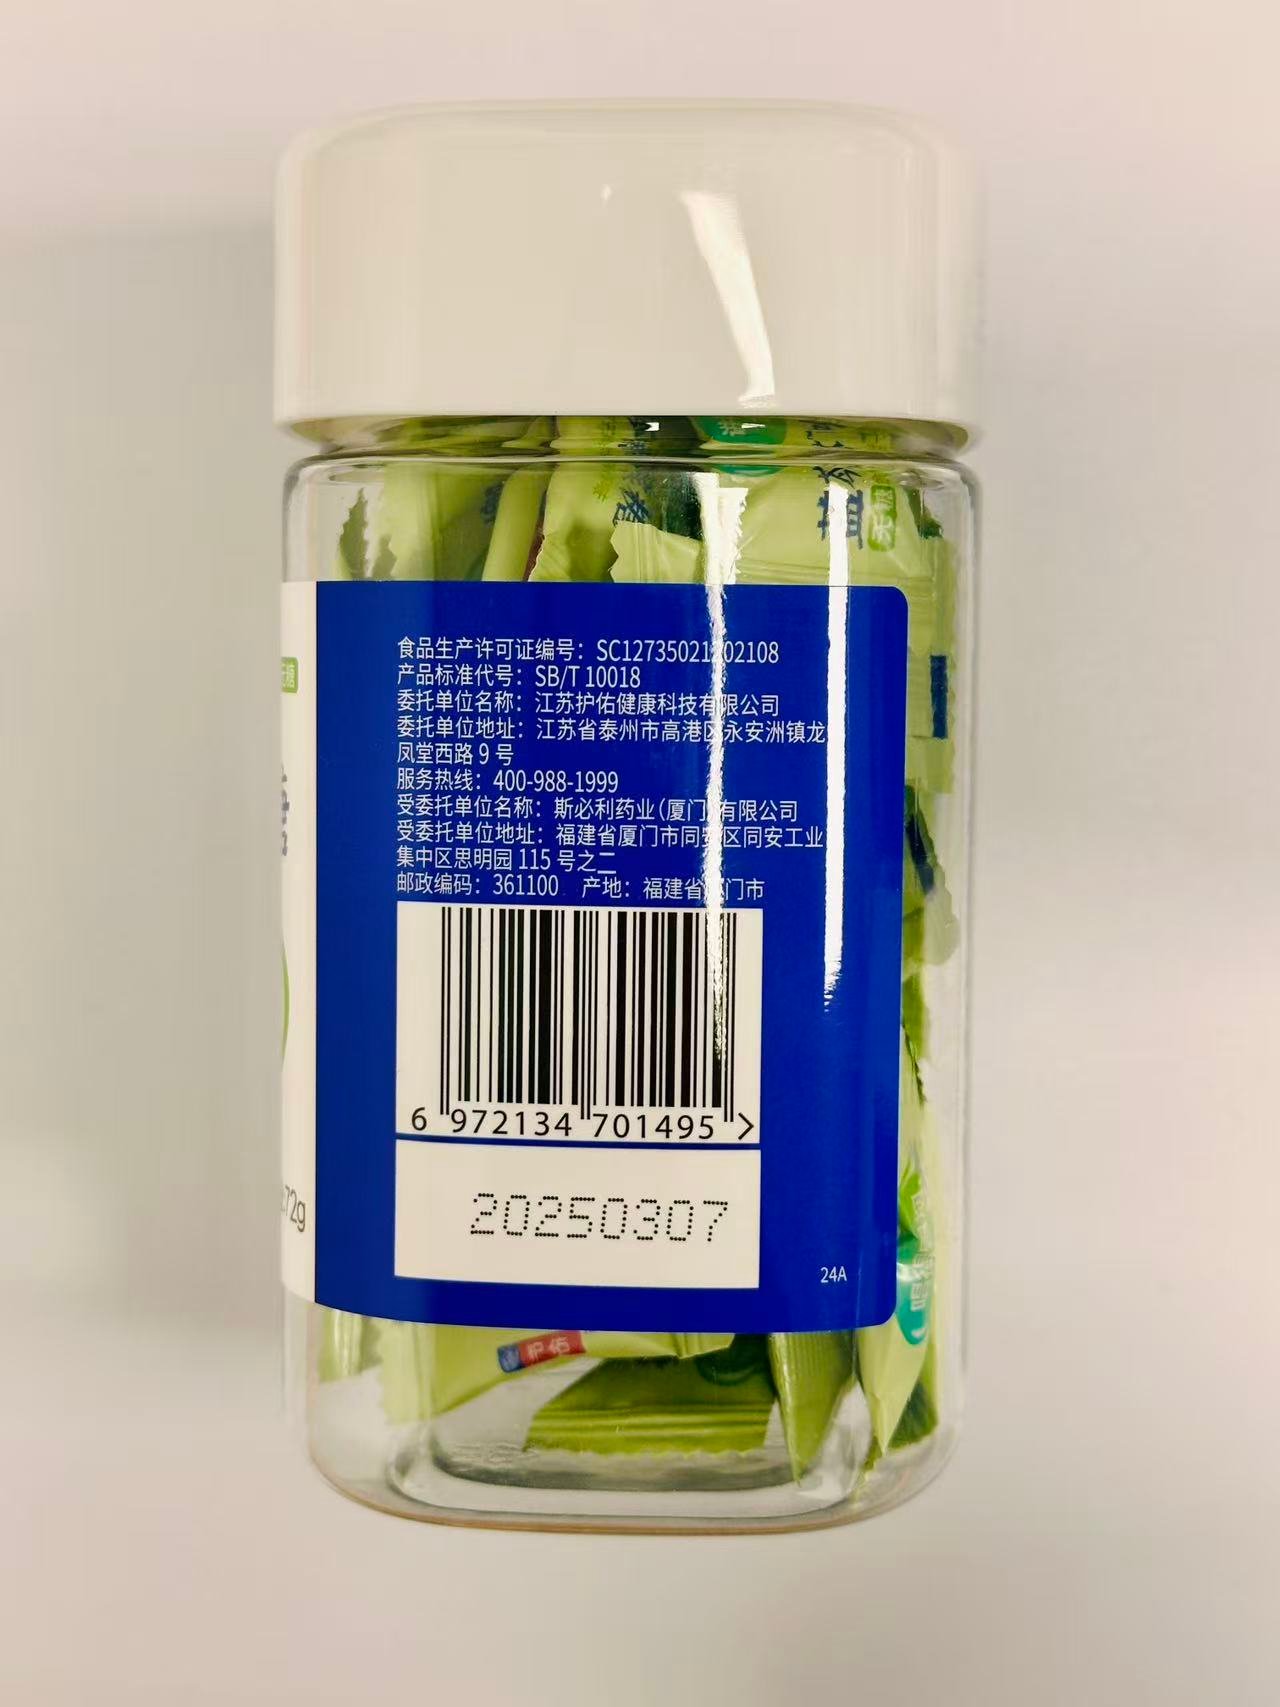 食品生产许可证编号：SC12735021202108
产品标准代号：SB/T 10018
委托单位名称：江苏护佑健康科技有限公司
委托单位地址：江苏省泰州市高港区永安洲镇龙
凤堂西路 9 号
服务热线：400-988-1999
受委托单位名称：斯必利药业（厦门）有限公司
受委托单位地址：福建省厦门市同安区同安工业
集中区思明园 115 号之二
邮政编码：361100 产地：福建省厦门市
6 972134 701495 >
20250307
24A
72g
无糖
护佑